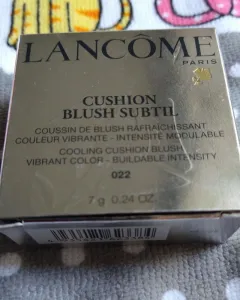 LANCÔME
PARIS
CUSHION
BLUSH SUBTIL
COUSSIN DE BLUSH RAFRAÎCHISSANT
COULEUR VIBRANTE - INTENSITÉ MODULABLE
COOLING CUSHION BLUSH
VIBRANT COLOR - BUILDABLE INTENSITY
022
7 g 0.24 OZ.